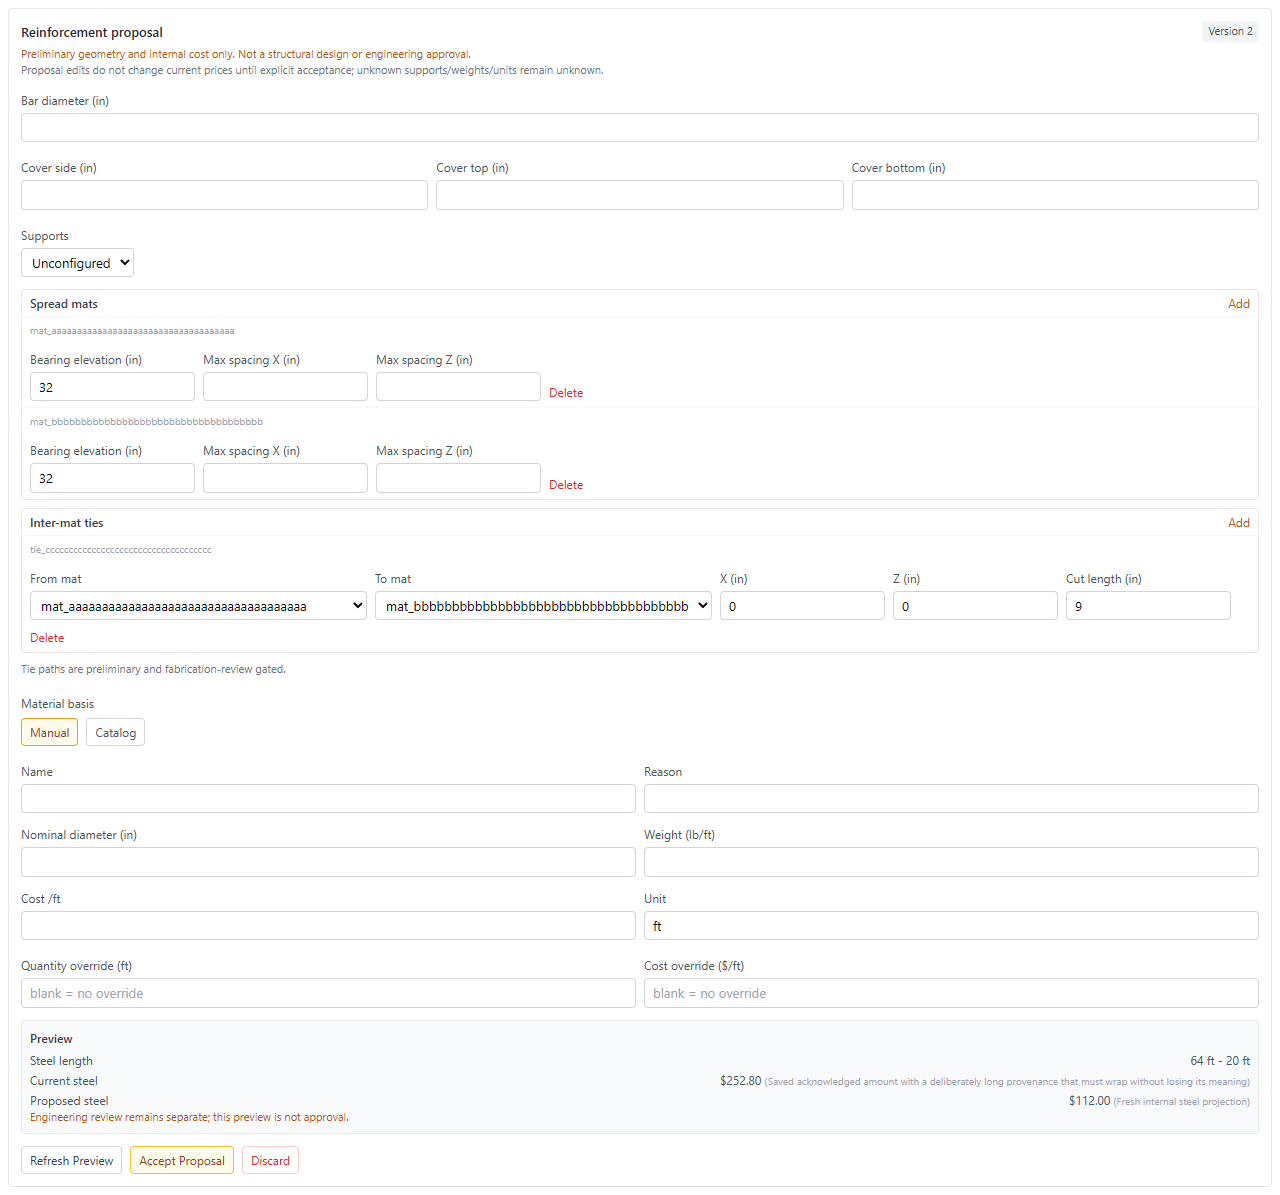 Reinforcement proposal
Version 2
Preliminary geometry and internal cost only. Not a structural design or engineering approval.
Proposal edits do not change current prices until explicit acceptance; unknown supports/weights/units remain unknown.
Bar diameter (in)
Cover side (in) Cover top (in) Cover bottom (in)
Supports
Unconfigured
Spread mats Add
mat_aaaaaaaaaaaaaaaaaaaaaaaaaaaaaaaaaaaa
Bearing elevation (in) Max spacing X (in) Max spacing Z (in)
32 Delete
mat_bbbbbbbbbbbbbbbbbbbbbbbbbbbbbbbbbbbb
Bearing elevation (in) Max spacing X (in) Max spacing Z (in)
32 Delete
Inter-mat ties Add
tie_cccccccccccccccccccccccccccccccccccc
From mat To mat X (in) Z (in) Cut length (in)
mat_aaaaaaaaaaaaaaaaaaaaaaaaaaaaaaaaaaaa mat_bbbbbbbbbbbbbbbbbbbbbbbbbbbbbbbbbbbb 0 0 9
Delete
Tie paths are preliminary and fabrication-review gated.
Material basis
Manual Catalog
Name Reason
Nominal diameter (in) Weight (lb/ft)
Cost /ft Unit
ft
Quantity override (ft) Cost override ($/ft)
blank = no override blank = no override
Preview
Steel length 64 ft - 20 ft
Current steel $252.80 (Saved acknowledged amount with a deliberately long provenance that must wrap without losing its meaning)
Proposed steel $112.00 (Fresh internal steel projection)
Engineering review remains separate; this preview is not approval.
Refresh Preview Accept Proposal Discard